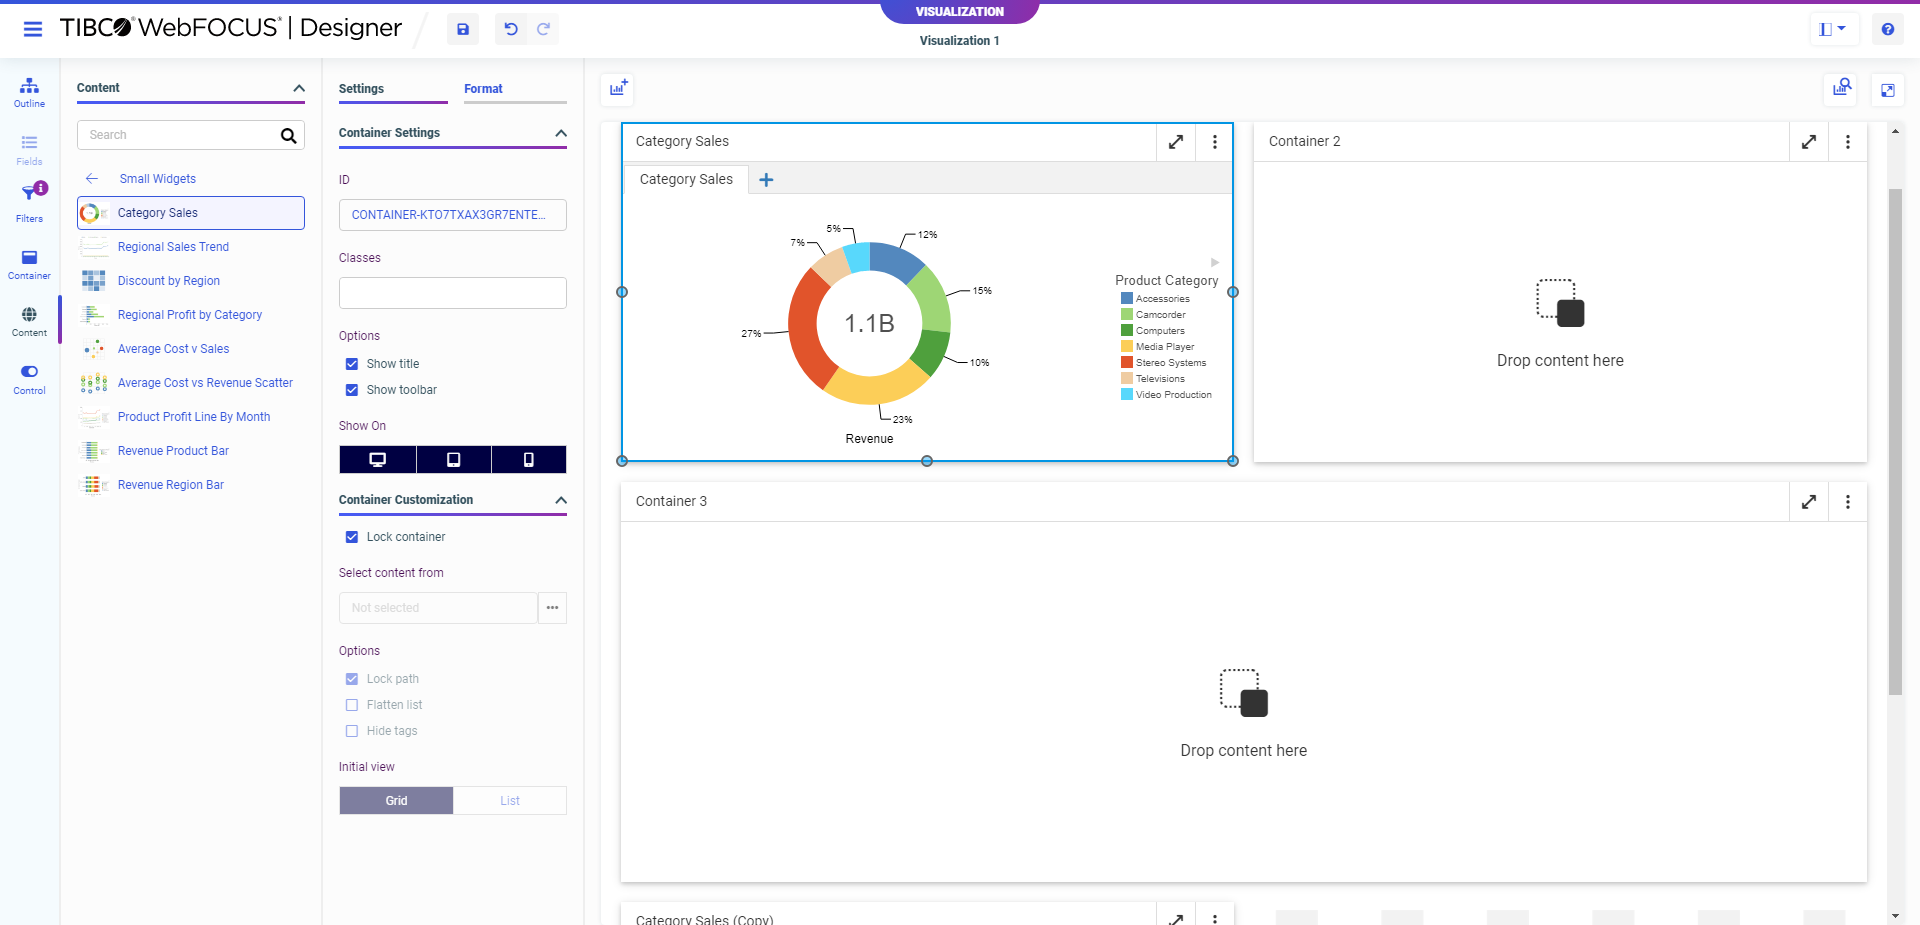 TIBCO® WebFOCUS® | Designer
VISUALIZATION
Visualization 1
Outline
Fields
Filters
Container
Content
Control
Content
Search
Small Widgets
Category Sales
Regional Sales Trend
Discount by Region
Regional Profit by Category
Average Cost v Sales
Average Cost vs Revenue Scatter
Product Profit Line By Month
Revenue Product Bar
Revenue Region Bar
Settings
Format
Container Settings
ID
CONTAINER-KTO7TXAX3GR7ENTE...
Classes
Options
Show title
Show toolbar
Show On
Container Customization
Lock container
Select content from
Not selected
Options
Lock path
Flatten list
Hide tags
Initial view
Grid
List
Category Sales
Category Sales
5%
12%
7%
15%
27%
1.1B
10%
23%
Revenue
Product Category
Accessories
Camcorder
Computers
Media Player
Stereo Systems
Televisions
Video Production
Container 2
Drop content here
Container 3
Drop content here
Category Sales (Copy)